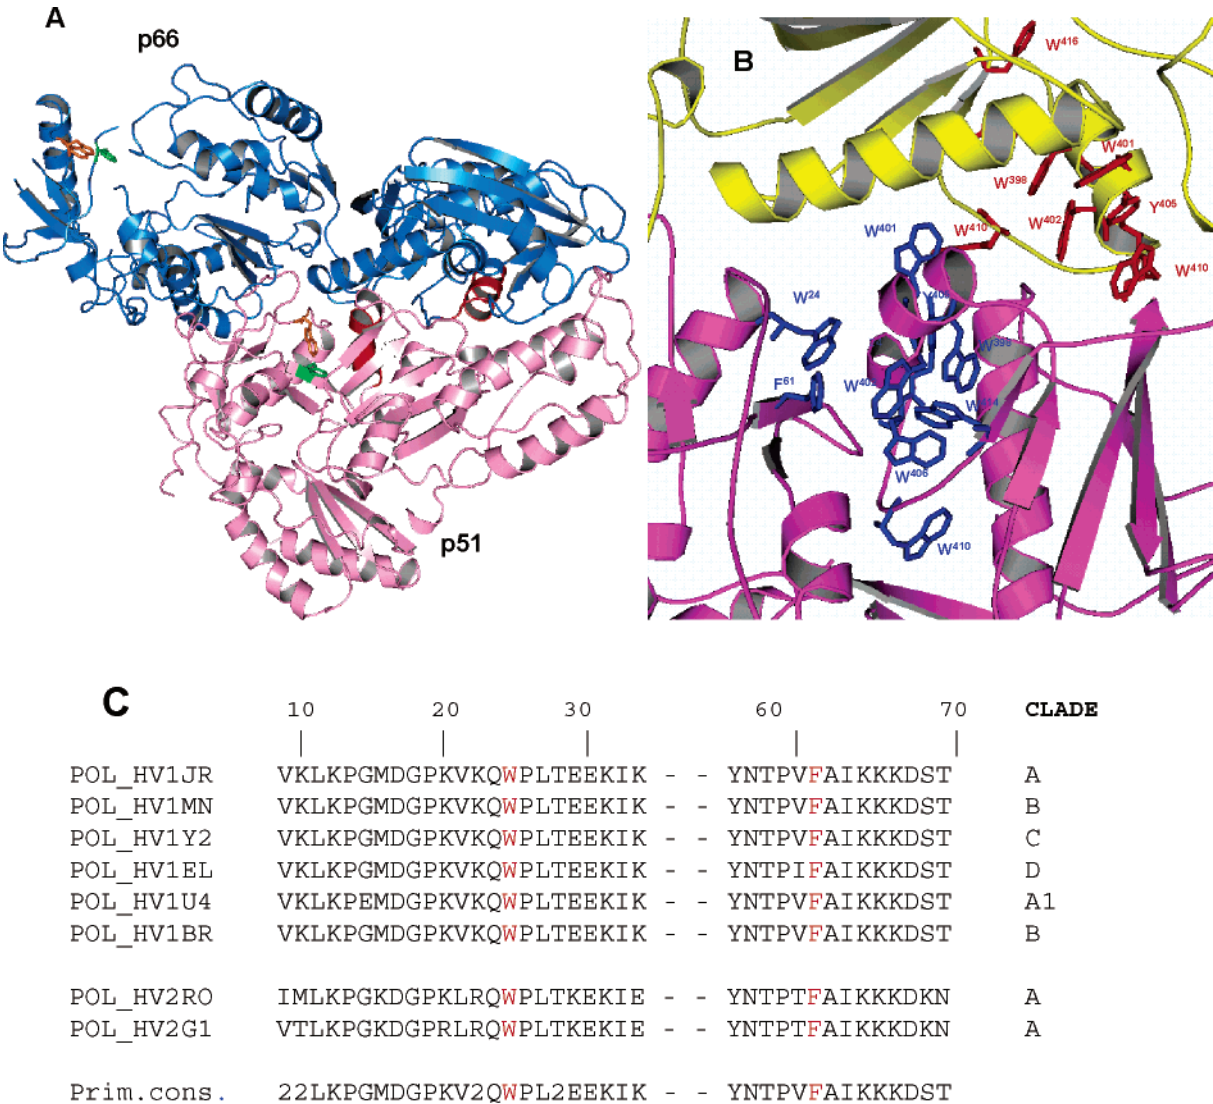 A
p66
p51
B
W416
W401
W398
W402
Y405
W410
W410
W401
W24
W398
F61
W406
W410
C
10 20 30 60 70 CLADE
POL_HV1JR VKLKPGMDGPKVKQWPLTEEKIK - - YNTPVFAIKKKDST A
POL_HV1MN VKLKPGMDGPKVKQWPLTEEKIK - - YNTPVFAIKKKDST B
POL_HV1Y2 VKLKPGMDGPKVKQWPLTEEKIK - - YNTPVFAIKKKDST C
POL_HV1EL VKLKPGMDGPKVKQWPLTEEKIK - - YNTPIFAIKKKDST D
POL_HV1U4 VKLKPEMDGPKVKQWPLTEEKIK - - YNTPVFAIKKKDST A1
POL_HV1BR VKLKPGMDGPKVKQWPLTEEKIK - - YNTPVFAIKKKDST B
POL_HV2RO IMLKPGKDGPKLRQWPLTKEKIE - - YNTPTFAIKKKDKN A
POL_HV2G1 VTLKPGKDGPRLRQWPLTKEKIE - - YNTPTFAIKKKDKN A
Prim.cons. 22LKPGMDGPKV2QWPL2EEKIK - - YNTPVFAIKKKDST